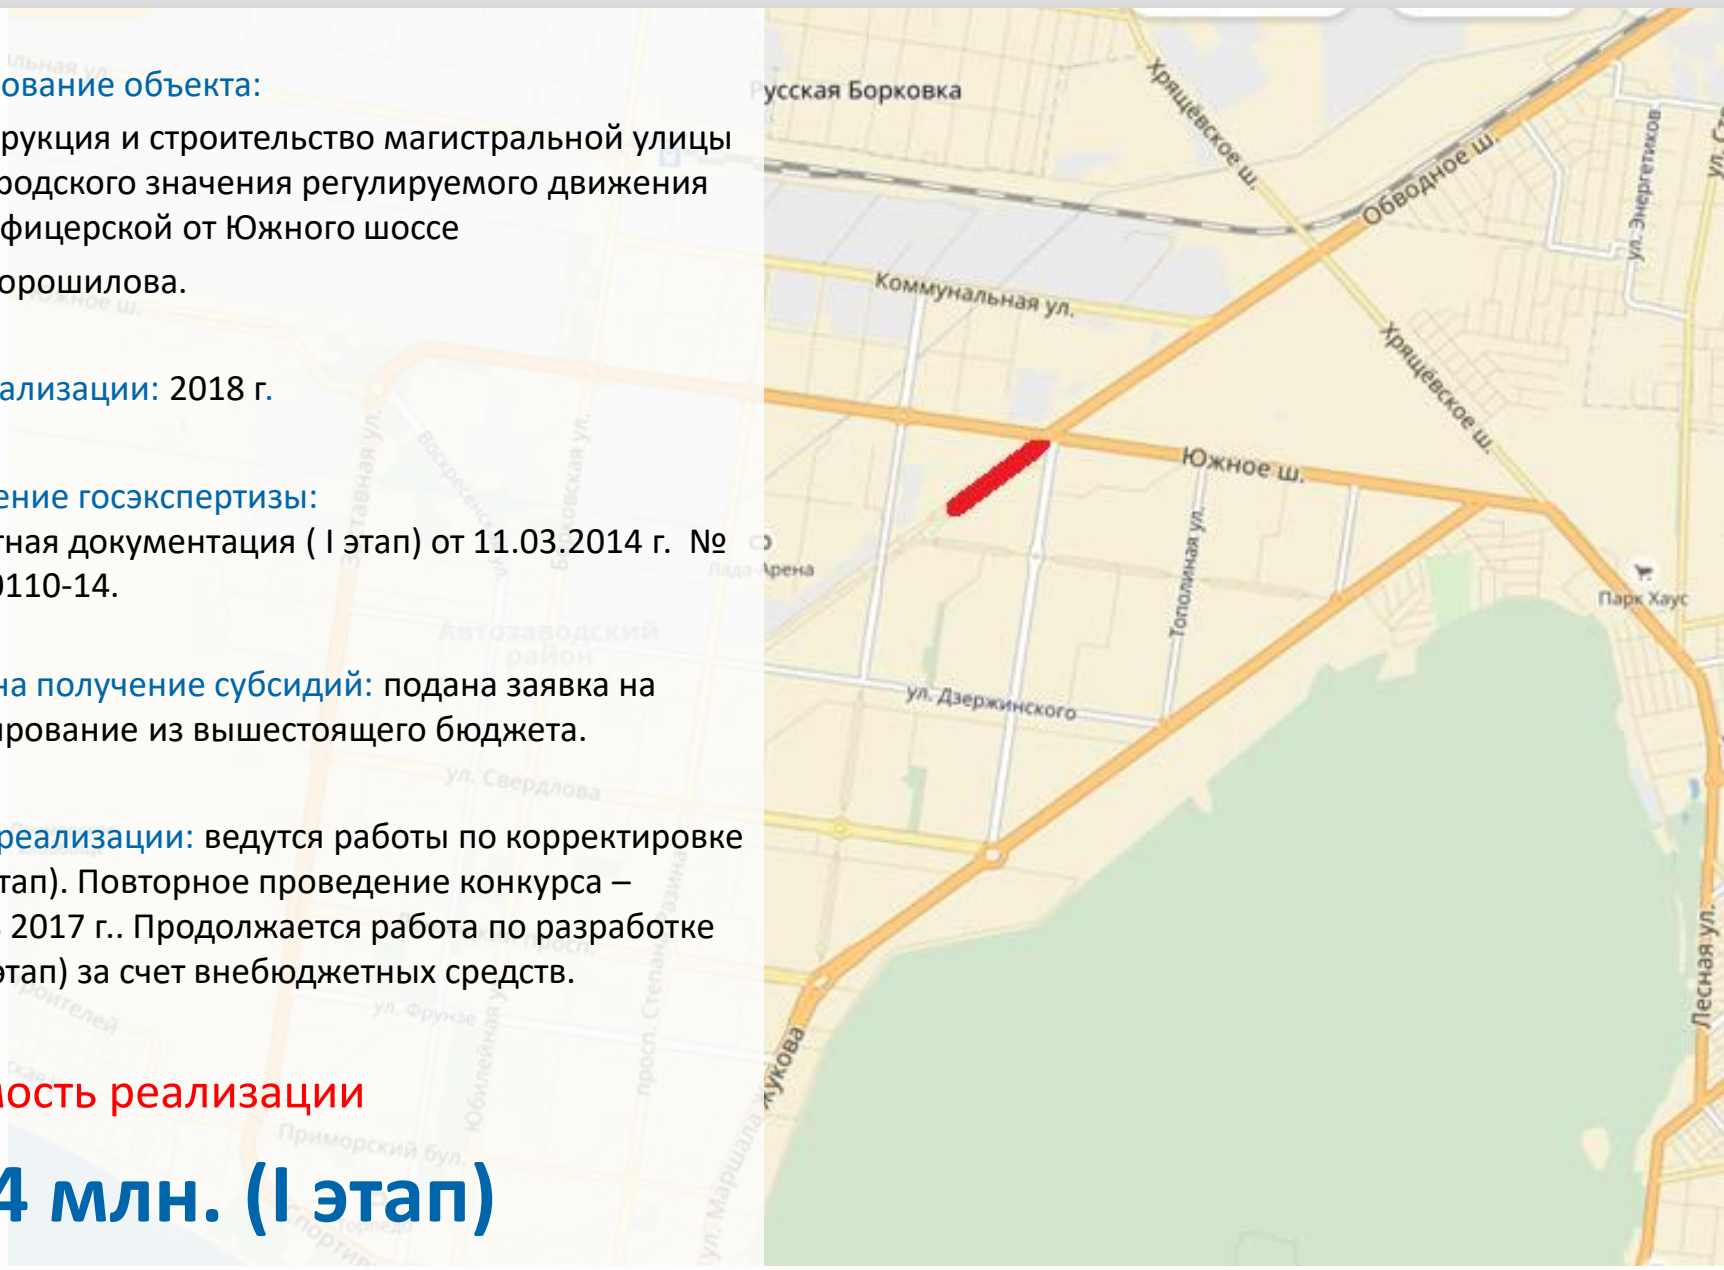 ование объекта:
рукция и строительство магистральной улицы
родского значения регулируемого движения
фицерской от Южного шоссе
орошилова.
ализации: 2018 г.
ение госэкспертизы:
тная документация ( I этап) от 11.03.2014 г. №
0110-14.
на получение субсидий: подана заявка на
ирование из вышестоящего бюджета.
реализации: ведутся работы по корректировке
тап). Повторное проведение конкурса –
2017 г.. Продолжается работа по разработке
этап) за счет внебюджетных средств.
мость реализации
4 млн. (I этап)
Южное ш.
Заставная ул.
Воскресенская ул.
Борковская ул.
Автозаводский
район
ул. Свердлова
просп. Степана Разина
ул. Фрунзе
Юбилейная у
Приморский бул.
ул. Маршала Жукова
усская Борковка
Хрящёвское ш.
Обводное ш.
ул. Энергетиков
Коммунальная ул.
Хрящёвское ш.
Южное ш.
Тополиная ул.
Лада-Арена
Парк Хаус
ул. Дзержинского
Лесная ул.